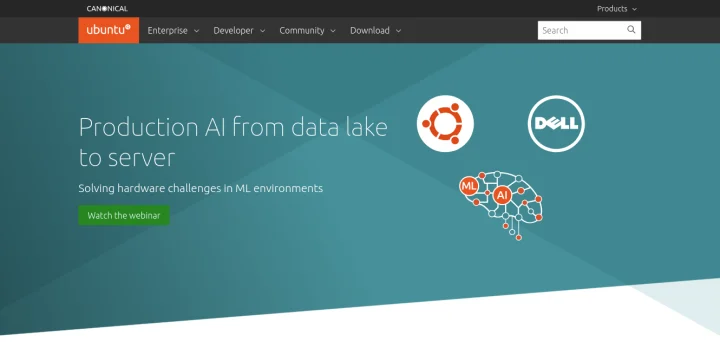 CANONICAL
Products
ubuntu
Enterprise
Developer
Community
Download
Search
Production AI from data lake
to server
Solving hardware challenges in ML environments
Watch the webinar
DELL
ML
AI